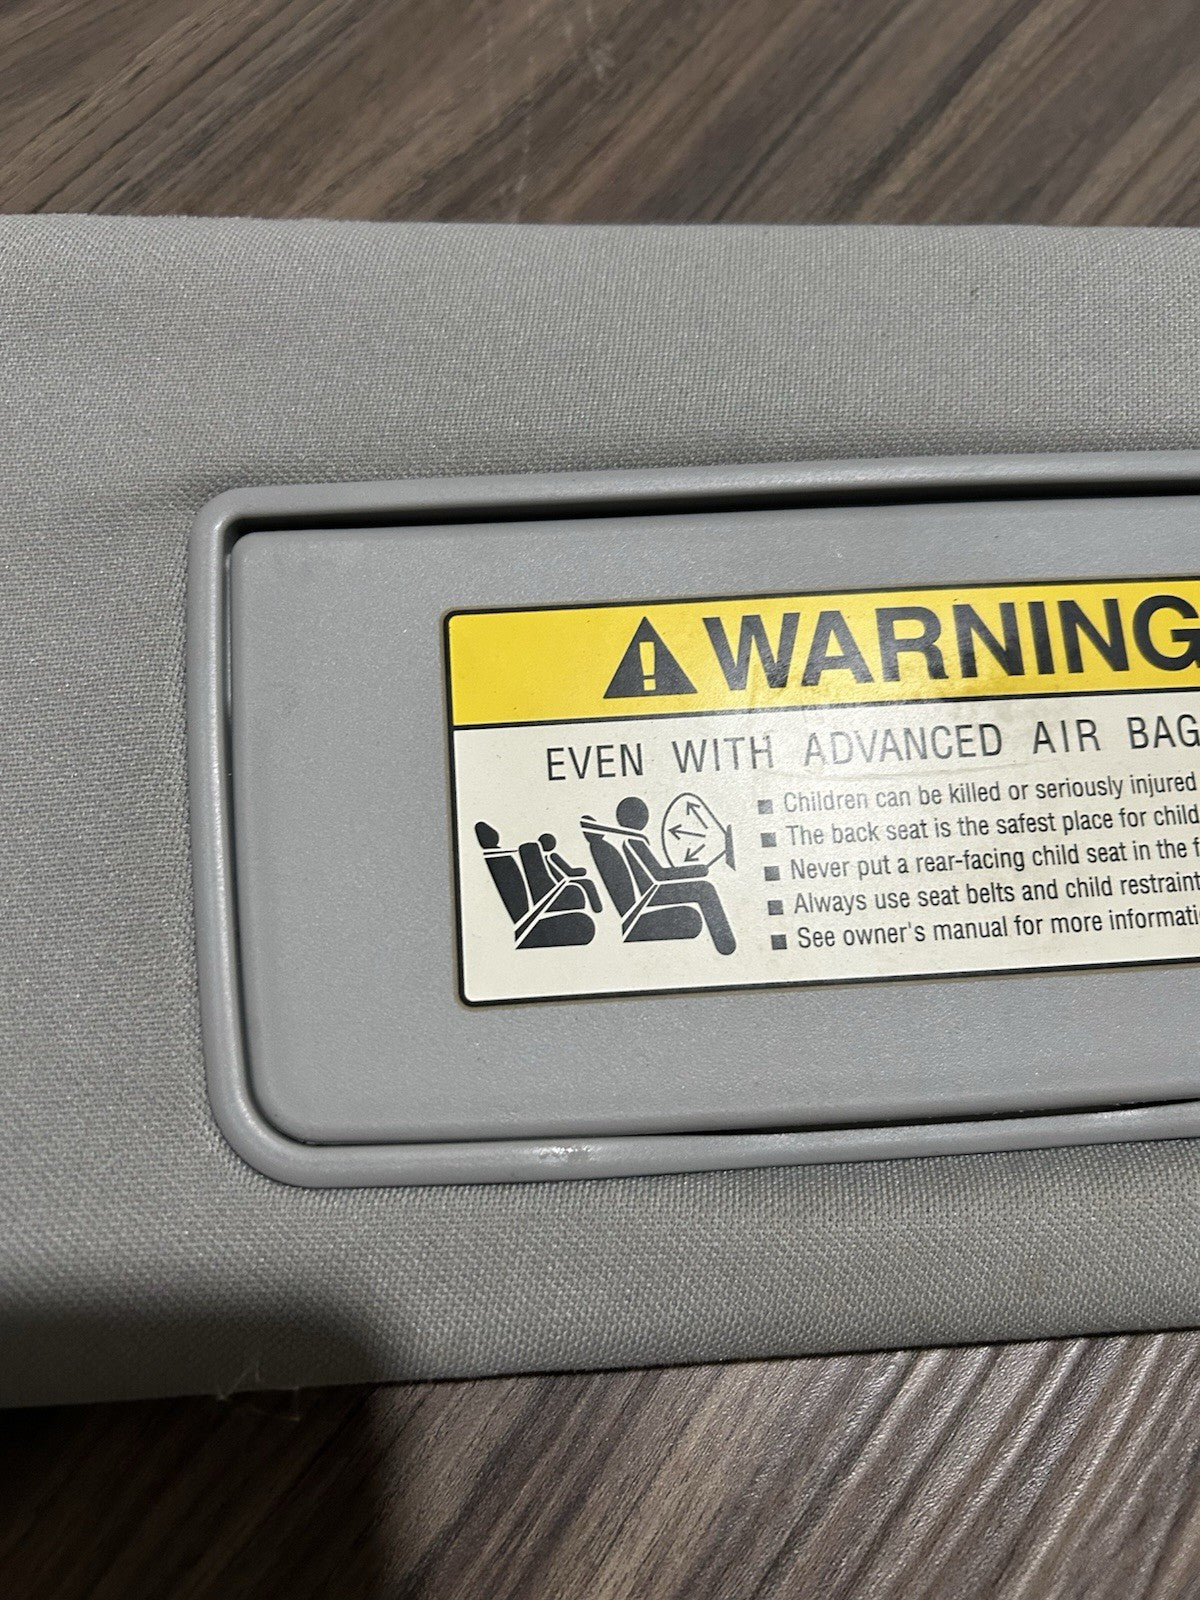 WARNING
EVEN WITH ADVANCED AIR BAG
Children can be killed or seriously injured
The back seat is the safest place for child
Never put a rear-facing child seat in the f
Always use seat belts and child restraint
See owner's manual for more informati